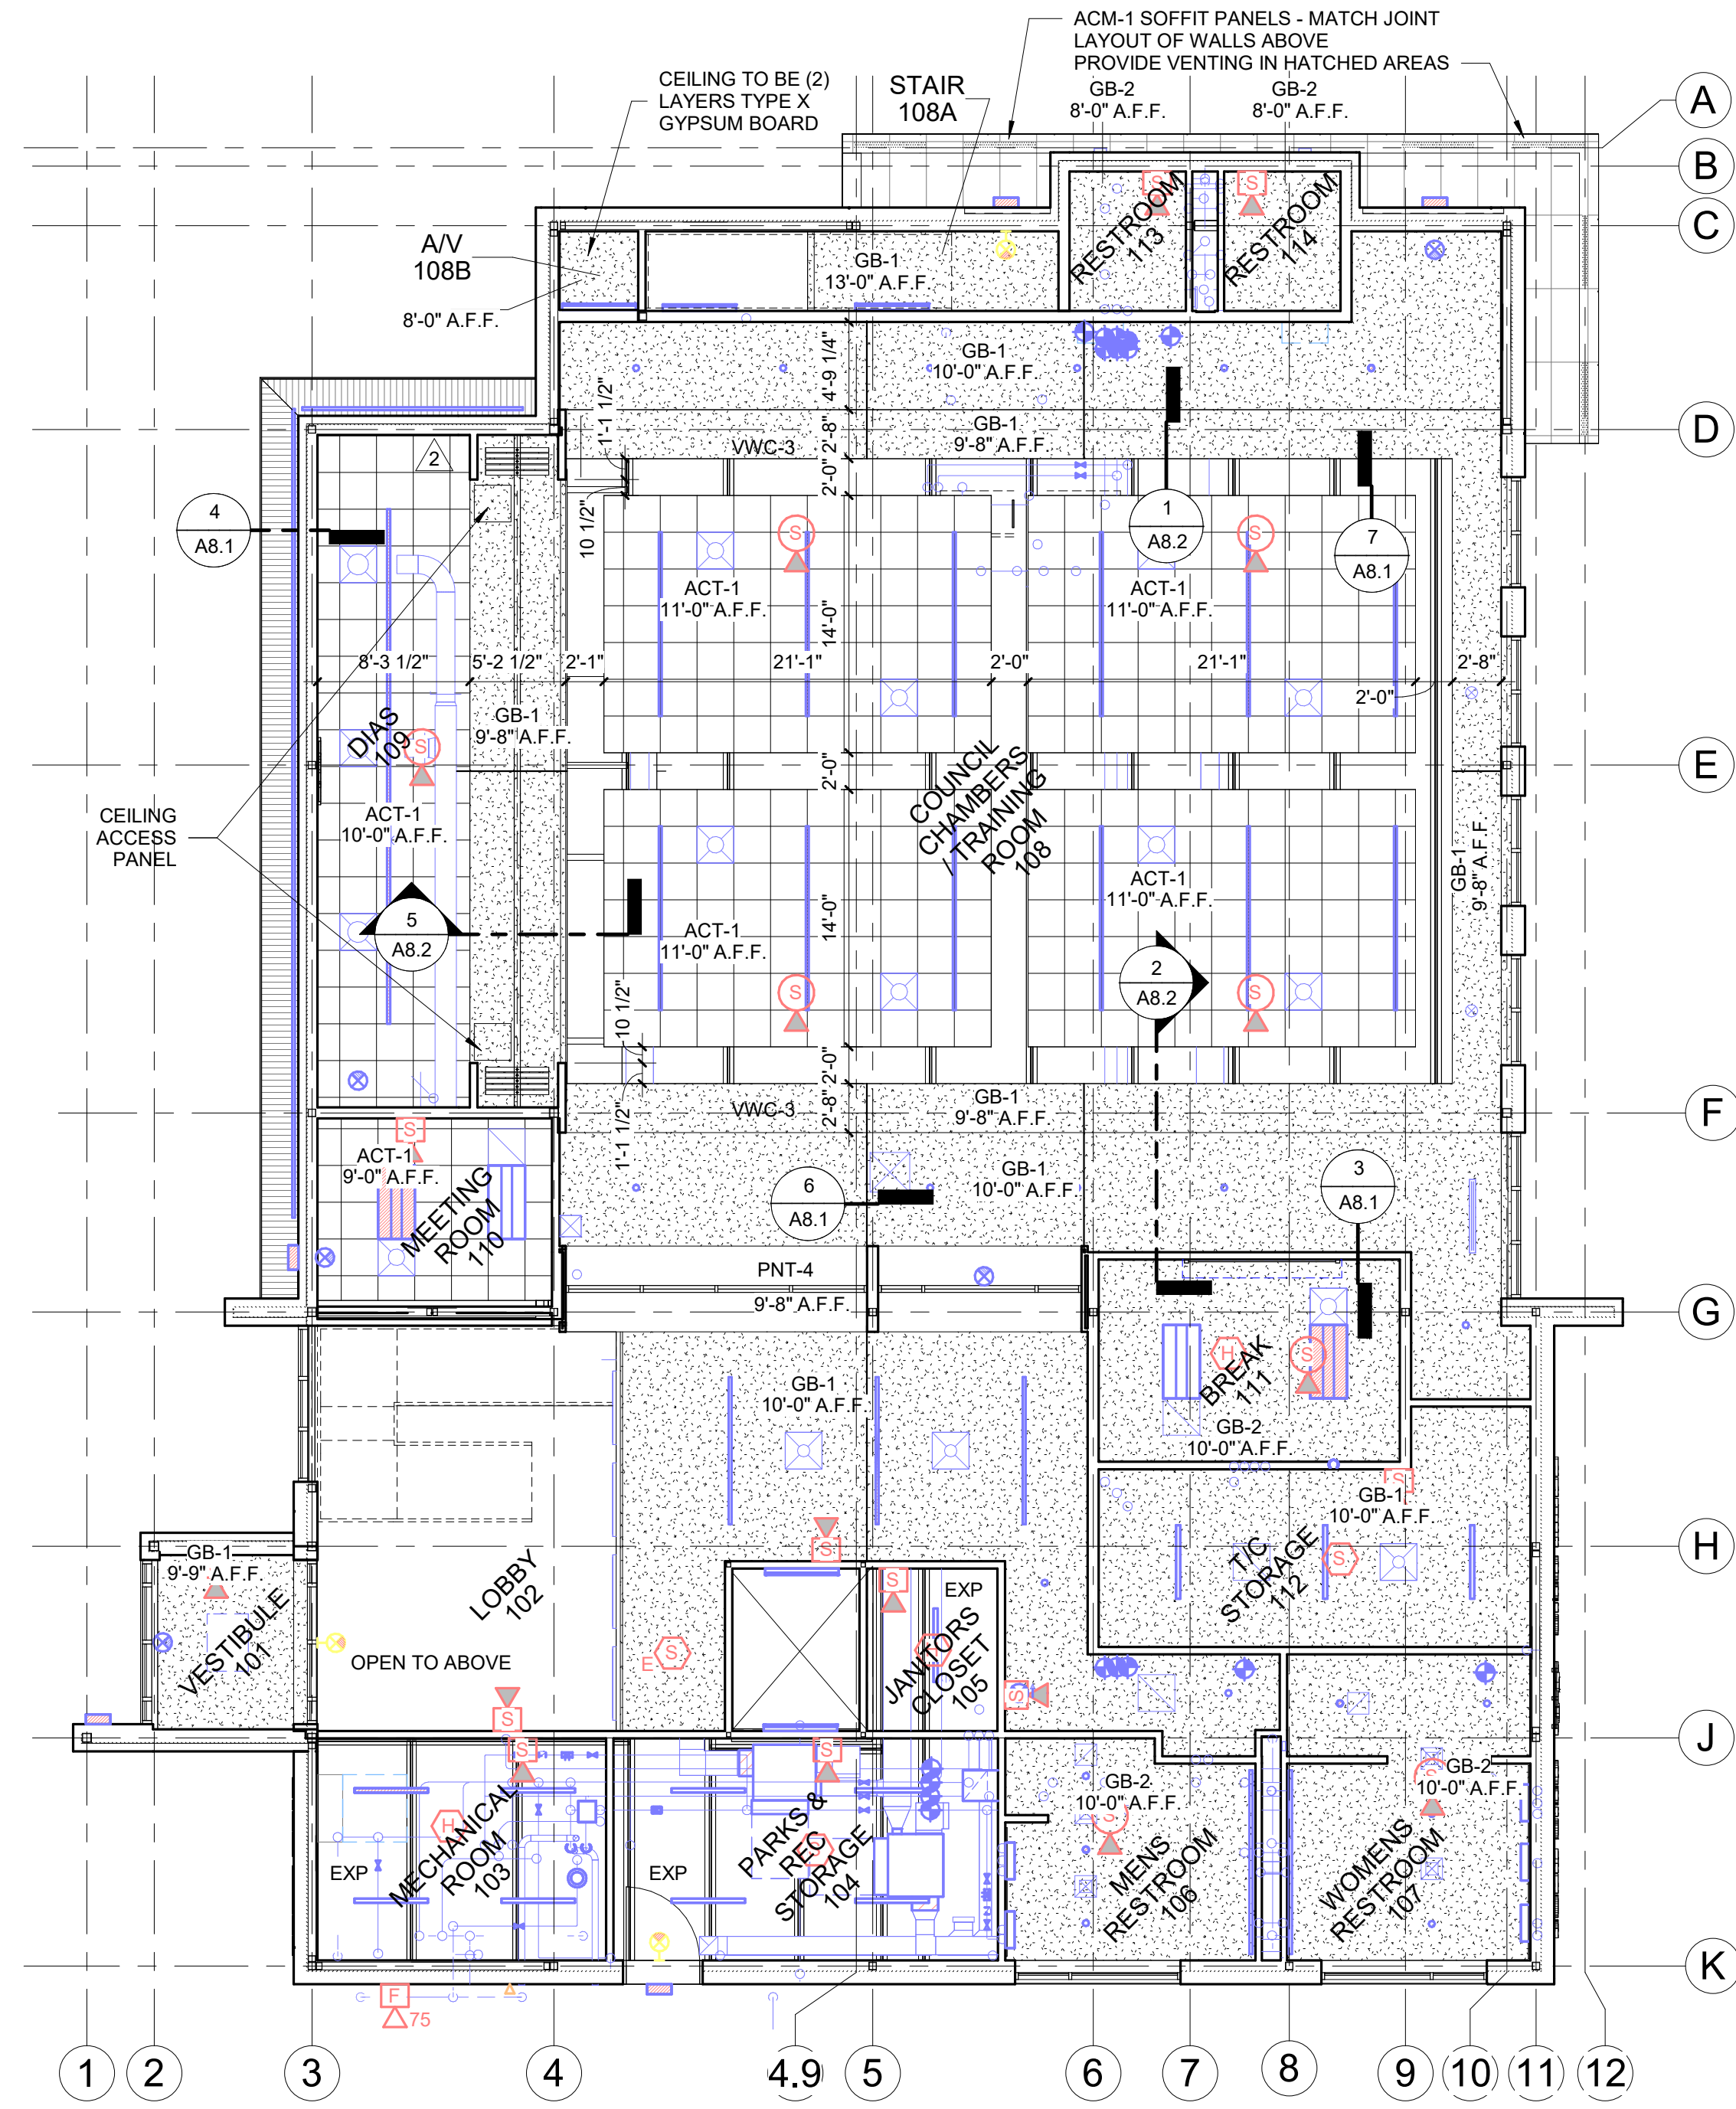 ACM-1 SOFFIT PANELS - MATCH JOINT
LAYOUT OF WALLS ABOVE
PROVIDE VENTING IN HATCHED AREAS
CEILING TO BE (2)
LAYERS TYPE X
GYPSUM BOARD
STAIR
108A
GB-2
8'-0" A.F.F.
GB-2
8'-0" A.F.F.
A
B
C
D
E
F
G
H
J
K
A/V
108B
8'-0" A.F.F.
GB-1
13'-0" A.F.F.
S
RESTROOM
113
S
RESTROOM
114
GB-1
10'-0" A.F.F.
4'-9 1/4"
1'-1 1/2"
2'-8"
2'-0"
VWC-3
GB-1
9'-8" A.F.F.
2
4
A8.1
10 1/2"
1
A8.2
7
A8.1
S
S
ACT-1
11'-0" A.F.F.
ACT-1
11'-0" A.F.F.
14'-0"
8'-3 1/2"
5'-2 1/2"
2'-1"
21'-1"
2'-0"
21'-1"
2'-8"
2'-0"
DIAS
109
S
GB-1
9'-8" A.F.F.
2'-0"
COUNCIL
CHAMBERS
/ TRAINING
ROOM
108
CEILING
ACCESS
PANEL
ACT-1
10'-0" A.F.F.
GB-1
9'-8" A.F.F.
ACT-1
11'-0" A.F.F.
ACT-1
11'-0" A.F.F.
14'-0"
5
A8.2
2
A8.2
S
S
10 1/2"
2'-0"
2'-8"
1'-1 1/2"
VWC-3
GB-1
9'-8" A.F.F.
S
ACT-1
9'-0" A.F.F.
MEETING
ROOM
110
6
A8.1
GB-1
10'-0" A.F.F.
3
A8.1
PNT-4
9'-8" A.F.F.
H
S
BREAK
111
GB-2
10'-0" A.F.F.
GB-1
10'-0" A.F.F.
S
GB-1
10'-0" A.F.F.
S
T/C
STORAGE
112
S
GB-1
9'-9" A.F.F.
VESTIBULE
101
LOBBY
102
OPEN TO ABOVE
S
E
S
EXP
JANITORS
CLOSET
105
S
S
S
S
EXP
H
MECHANICAL
ROOM
103
EXP
PARKS &
RES
STORAGE
104
GB-2
10'-0" A.F.F.
S
MENS
RESTROOM
106
GB-2
10'-0" A.F.F.
WOMENS
RESTROOM
107
F
75
1
2
3
4
4.9
5
6
7
8
9
10
11
12